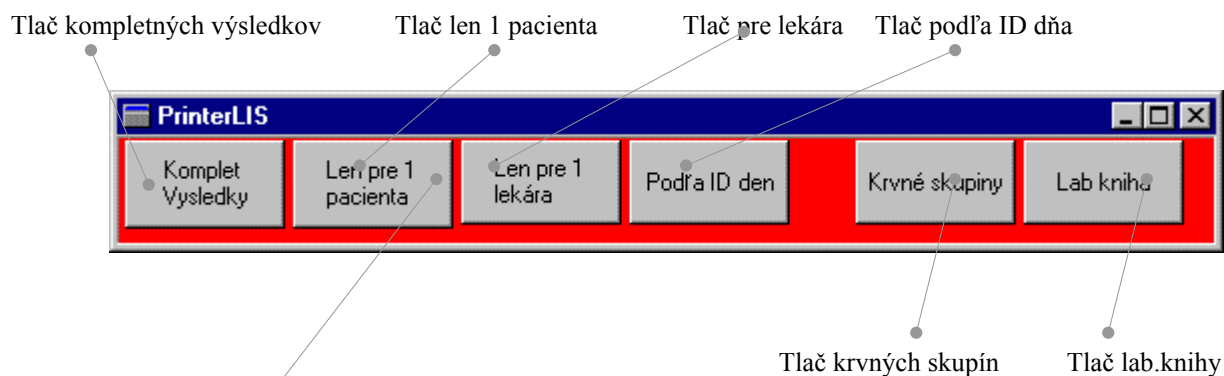 Tlač kompletných výsledkov Tlač len 1 pacienta Tlač pre lekára Tlač podľa ID dňa
PrinterLIS
Komplet
Vysledky
Len pre 1
pacienta
Len pre 1
lekára
Podľa ID den
Krvné skupiny
Lab kniha
Tlač krvných skupín Tlač lab.knihy